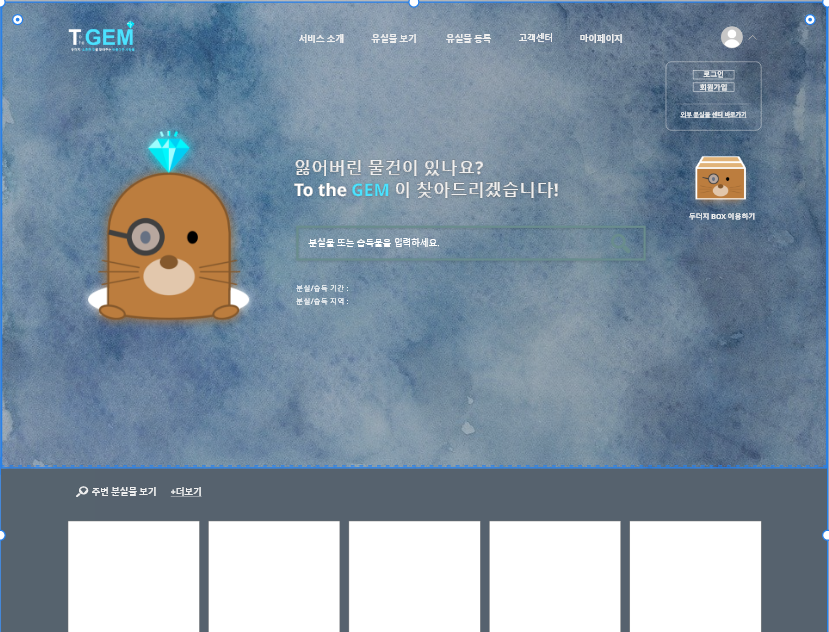 T GEM
서비스 소개
유실물 보기
유실물 등록
고객센터
마이페이지
로그인
회원가입
외부 분실물 센터 바로가기
잃어버린 물건이 있나요?
To the GEM 이 찾아드리겠습니다!
두더지 BOX 이용하기
분실물 또는 습득물을 입력하세요.
분실/습득 기간 :
분실/습득 지역 :
주변 분실물 보기
+더보기